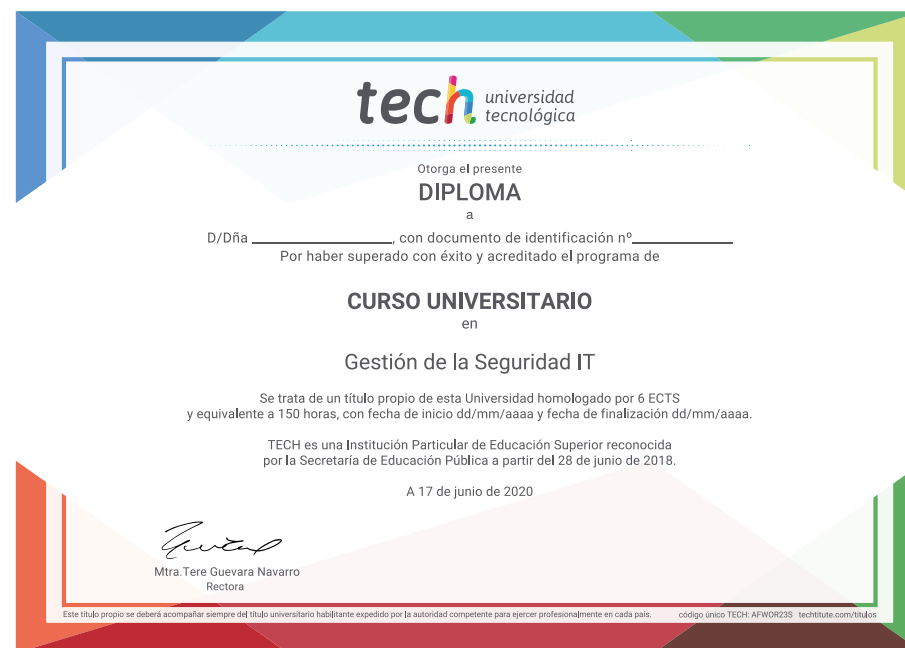 tech universidad
tecnológica
Otorga el presente
DIPLOMA
a
D/Dña ____________________, con documento de identificación nº______________
Por haber superado con éxito y acreditado el programa de
CURSO UNIVERSITARIO
en
Gestión de la Seguridad IT
Se trata de un título propio de esta Universidad homologado por 6 ECTS
y equivalente a 150 horas, con fecha de inicio dd/mm/aaaa y fecha de finalización dd/mm/aaaa.
TECH es una Institución Particular de Educación Superior reconocida
por la Secretaría de Educación Pública a partir del 28 de junio de 2018.
A 17 de junio de 2020
Mtra.Tere Guevara Navarro
Rectora
Este título propio se deberá acompañar siempre del título universitario habilitante expedido por la autoridad competente para ejercer profesionalmente en cada país. código único TECH: AFWOR23S techtitute.com/titulos